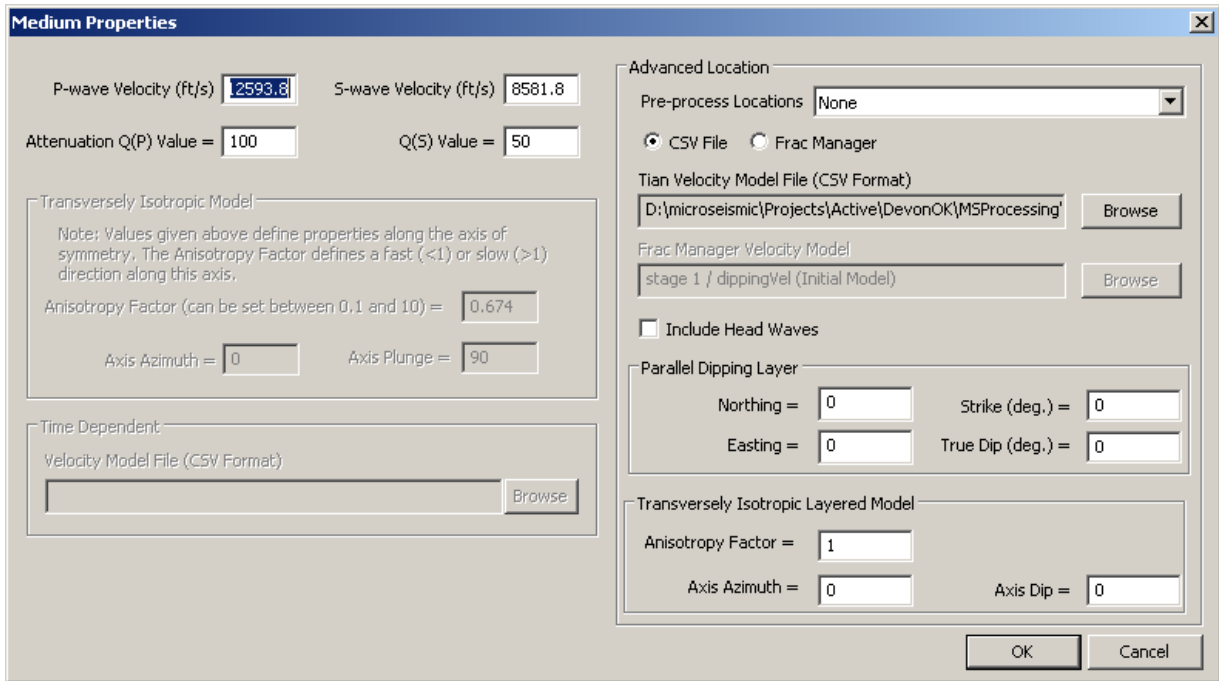 Medium Properties
P-wave Velocity (ft/s) 12593.8 S-wave Velocity (ft/s) 8581.8
Attenuation Q(P) Value = 100 Q(S) Value = 50
Transversely Isotropic Model
Note: Values given above define properties along the axis of
symmetry. The Anisotropy Factor defines a fast (<1) or slow (>1)
direction along this axis.
Anisotropy Factor (can be set between 0.1 and 10) = 0.674
Axis Azimuth = 0 Axis Plunge = 90
Time Dependent
Velocity Model File (CSV Format)
Browse
Advanced Location
Pre-process Locations None
CSV File Frac Manager
Tian Velocity Model File (CSV Format)
D:\microseismic\Projects\Active\DevonOK\MSProcessing\ Browse
Frac Manager Velocity Model
stage 1 / dippingVel (Initial Model) Browse
Include Head Waves
Parallel Dipping Layer
Northing = 0 Strike (deg.) = 0
Easting = 0 True Dip (deg.) = 0
Transversely Isotropic Layered Model
Anisotropy Factor = 1
Axis Azimuth = 0 Axis Dip = 0
OK Cancel